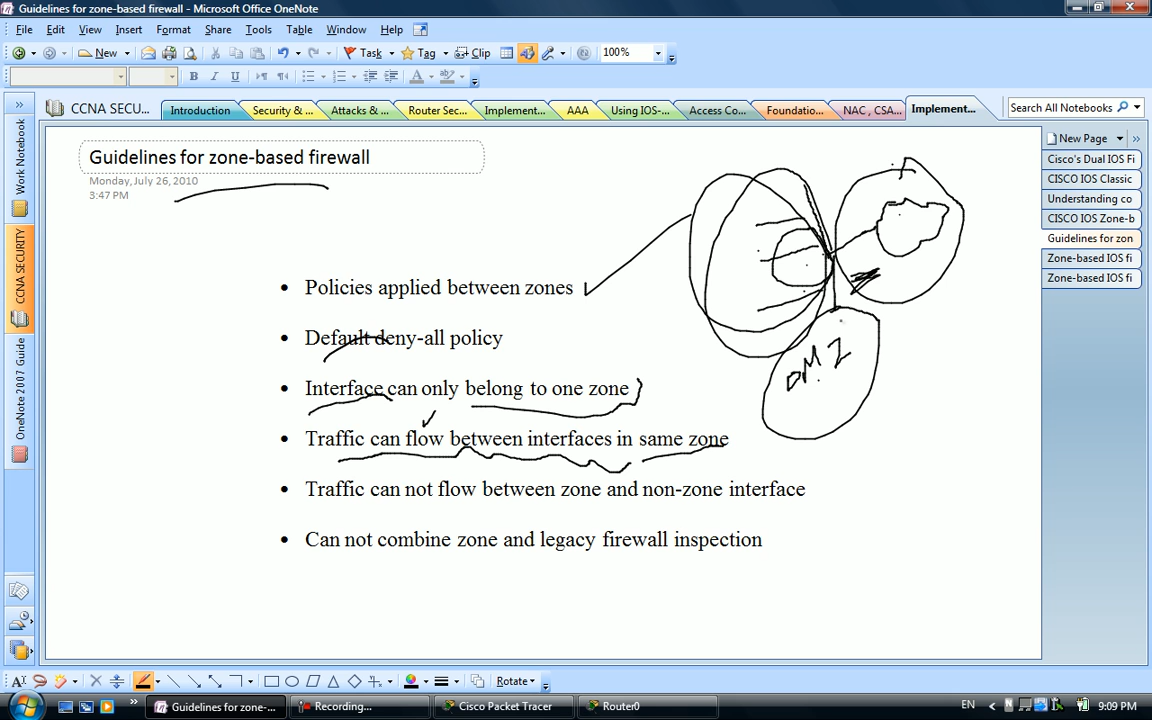 Guidelines for zone-based firewall - Microsoft Office OneNote
File Edit View Insert Format Share Tools Table Window Help
New Task Tag Clip 100%
B I U A ab
CCNA SECU... Introduction Security & ... Attacks & ... Router Sec... Implement... AAA Using IOS-... Access Co... Foundatio... NAC , CSA... Implement... Search All Notebooks
Work Notebook
CCNA SECURITY
OneNote 2007 Guide
Guidelines for zone-based firewall
Monday, July 26, 2010
3:47 PM
• Policies applied between zones
• Default deny-all policy
• Interface can only belong to one zone
• Traffic can flow between interfaces in same zone
• Traffic can not flow between zone and non-zone interface
• Can not combine zone and legacy firewall inspection
DMZ
New Page
Cisco's Dual IOS Fi
CISCO IOS Classic
Understanding co
CISCO IOS Zone-b
Guidelines for zon
Zone-based IOS fi
Zone-based IOS fi
Rotate
Guidelines for zone-... Recording... Cisco Packet Tracer Router0 EN 9:09 PM